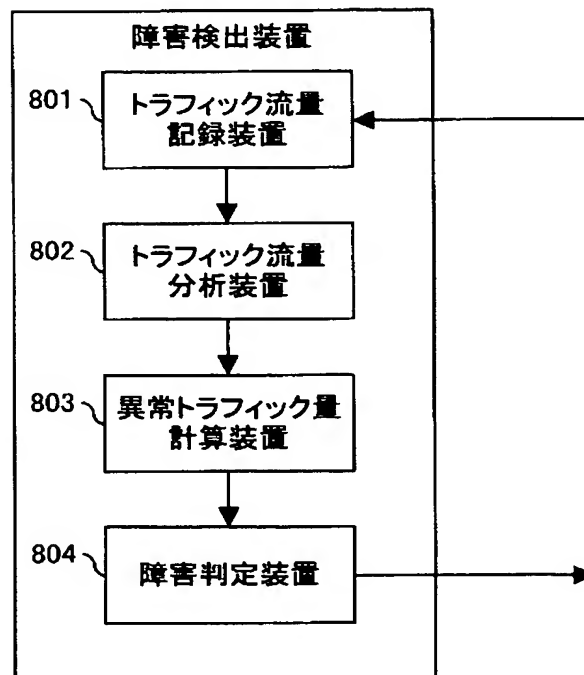 障害検出装置
801
トラフィック流量
記録装置
802
トラフィック流量
分析装置
803
異常トラフィック量
計算装置
804
障害判定装置